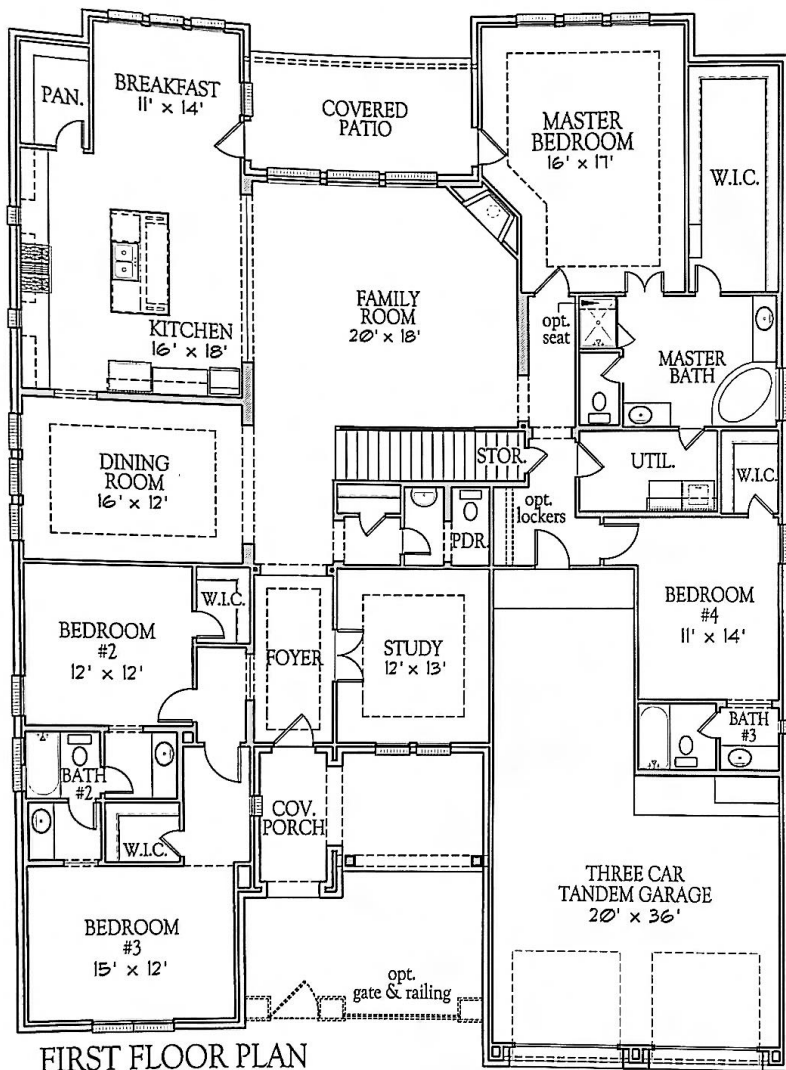 BREAKFAST
11' x 14'
PAN.
COVERED
PATIO
MASTER
BEDROOM
16' x 17'
W.I.C.
KITCHEN
16' x 18'
FAMILY
ROOM
20' x 18'
opt.
seat
MASTER
BATH
DINING
ROOM
16' x 12'
STOR.
UTIL.
W.I.C.
opt.
lockers
PDR.
BEDROOM
#2
12' x 12'
W.I.C.
FOYER
STUDY
12' x 13'
BEDROOM
#4
11' x 14'
BATH
#2
BATH
#3
W.I.C.
COV.
PORCH
BEDROOM
#3
15' x 12'
THREE CAR
TANDEM GARAGE
20' x 36'
opt.
gate & railing
FIRST FLOOR PLAN